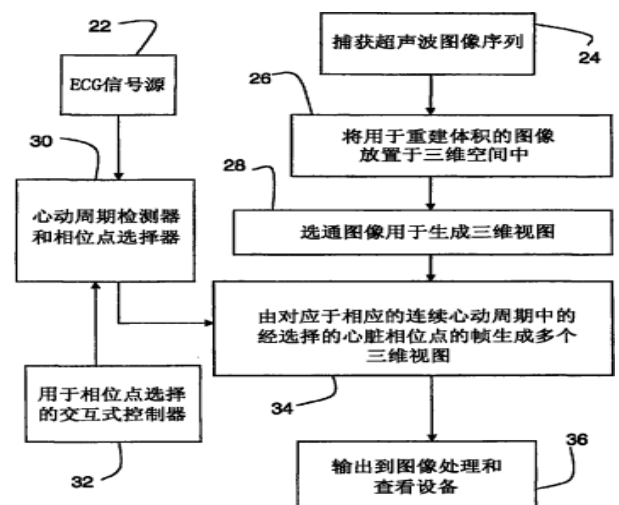 22
ECG信号源
捕获超声波图像序列
24
26
将用于重建体积的图像
放置于三维空间中
30
心动周期检测器
和相位点选择器
28
选通图像用于生成三维视图
由对应于相应的连续心动周期中的
经选择的心脏相位点的帧生成多个
三维视图
34
用于相位点选择
的交互式控制器
32
输出到图像处理和
查看设备
36